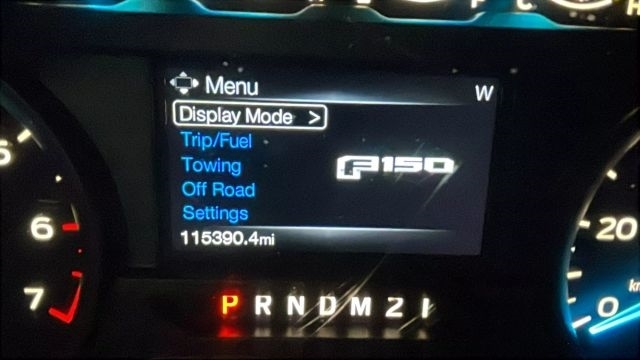 Menu
W
Display Mode >
Trip/Fuel
Towing
F150
Off Road
Settings
115390.4mi
P R N D M 2 1
5
6
7
20
0